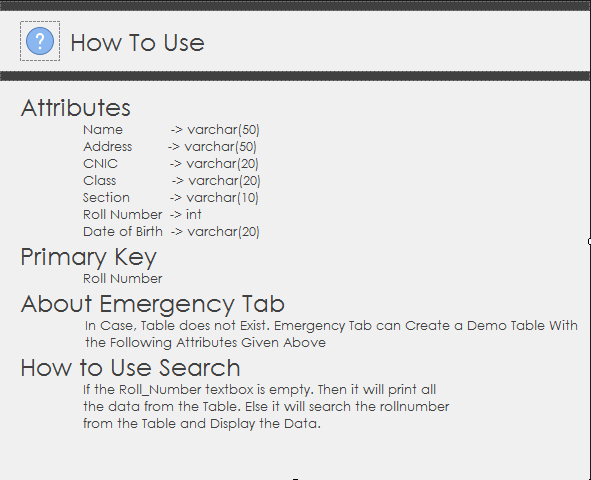 ? How To Use
Attributes
Name -> varchar(50)
Address -> varchar(50)
CNIC -> varchar(20)
Class -> varchar(20)
Section -> varchar(10)
Roll Number -> int
Date of Birth -> varchar(20)
Primary Key
Roll Number
About Emergency Tab
In Case, Table does not Exist. Emergency Tab can Create a Demo Table With
the Following Attributes Given Above
How to Use Search
If the Roll_Number textbox is empty. Then it will print all
the data from the Table. Else it will search the rollnumber
from the Table and Display the Data.